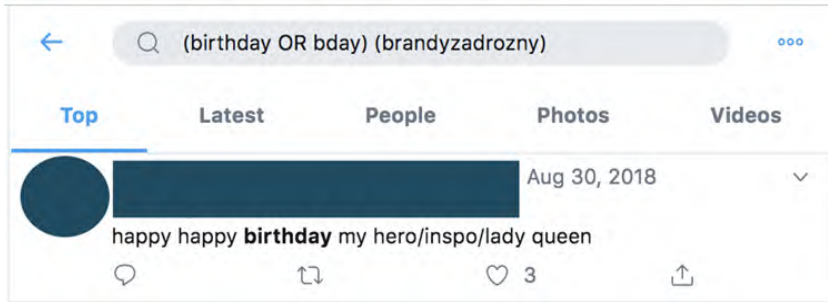 (birthday OR bday) (brandyzadrozny)
Top Latest People Photos Videos
Aug 30, 2018
happy happy birthday my hero/inspo/lady queen
3